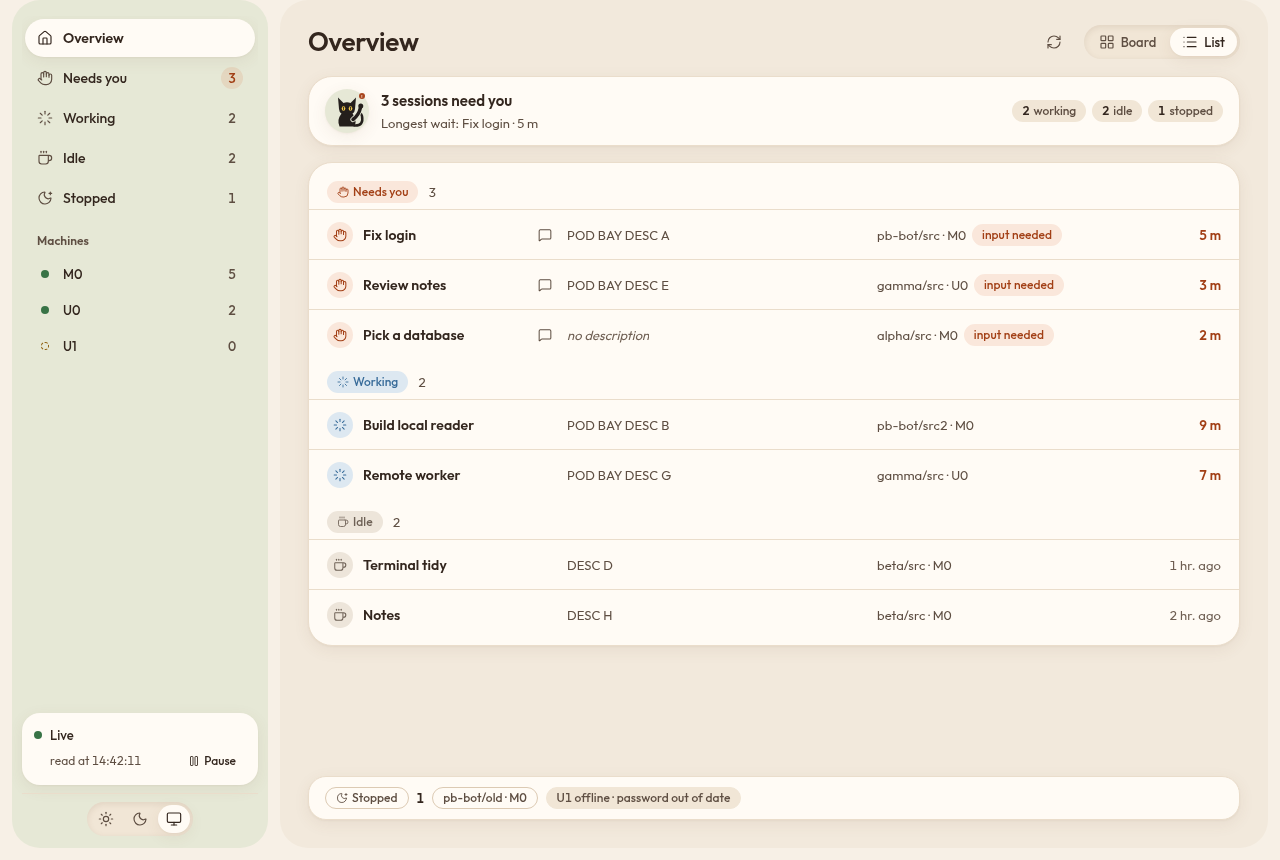 Overview
Needs you 3
Working 2
Idle 2
Stopped 1
Machines
M0 5
U0 2
U1 0
Live
read at 14:42:11 Pause
Overview
Board List
3 sessions need you
Longest wait: Fix login · 5 m
2 working 2 idle 1 stopped
Needs you 3
Fix login POD BAY DESC A pb-bot/src · M0 input needed 5 m
Review notes POD BAY DESC E gamma/src · U0 input needed 3 m
Pick a database no description alpha/src · M0 input needed 2 m
Working 2
Build local reader POD BAY DESC B pb-bot/src2 · M0 9 m
Remote worker POD BAY DESC G gamma/src · U0 7 m
Idle 2
Terminal tidy DESC D beta/src · M0 1 hr. ago
Notes DESC H beta/src · M0 2 hr. ago
Stopped 1 pb-bot/old · M0 U1 offline · password out of date